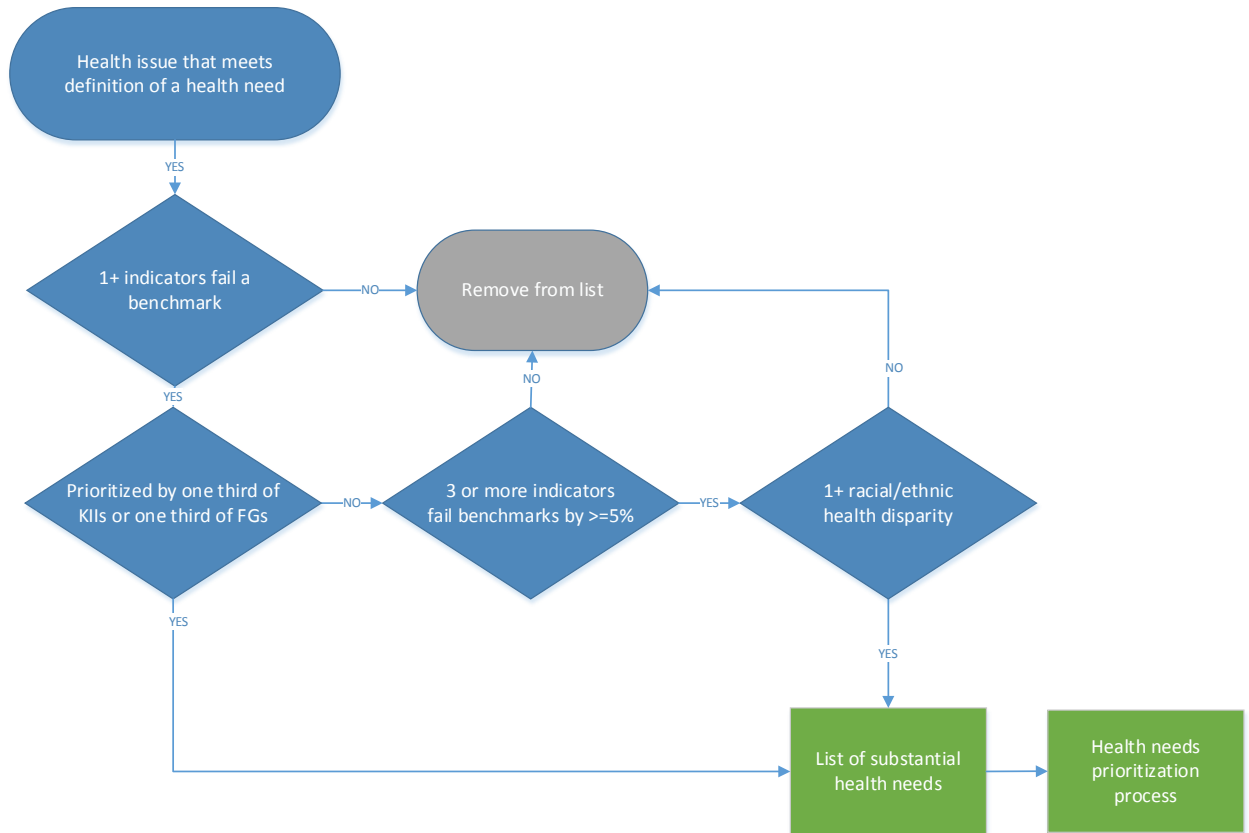 Health issue that meets
definition of a health need
YES
1+ indicators fail a
benchmark
NO
Remove from list
YES
NO
NO
Prioritized by one third of
KIIs or one third of FGs
NO
3 or more indicators
fail benchmarks by >=5%
YES
1+ racial/ethnic
health disparity
YES
YES
List of substantial
health needs
Health needs
prioritization
process